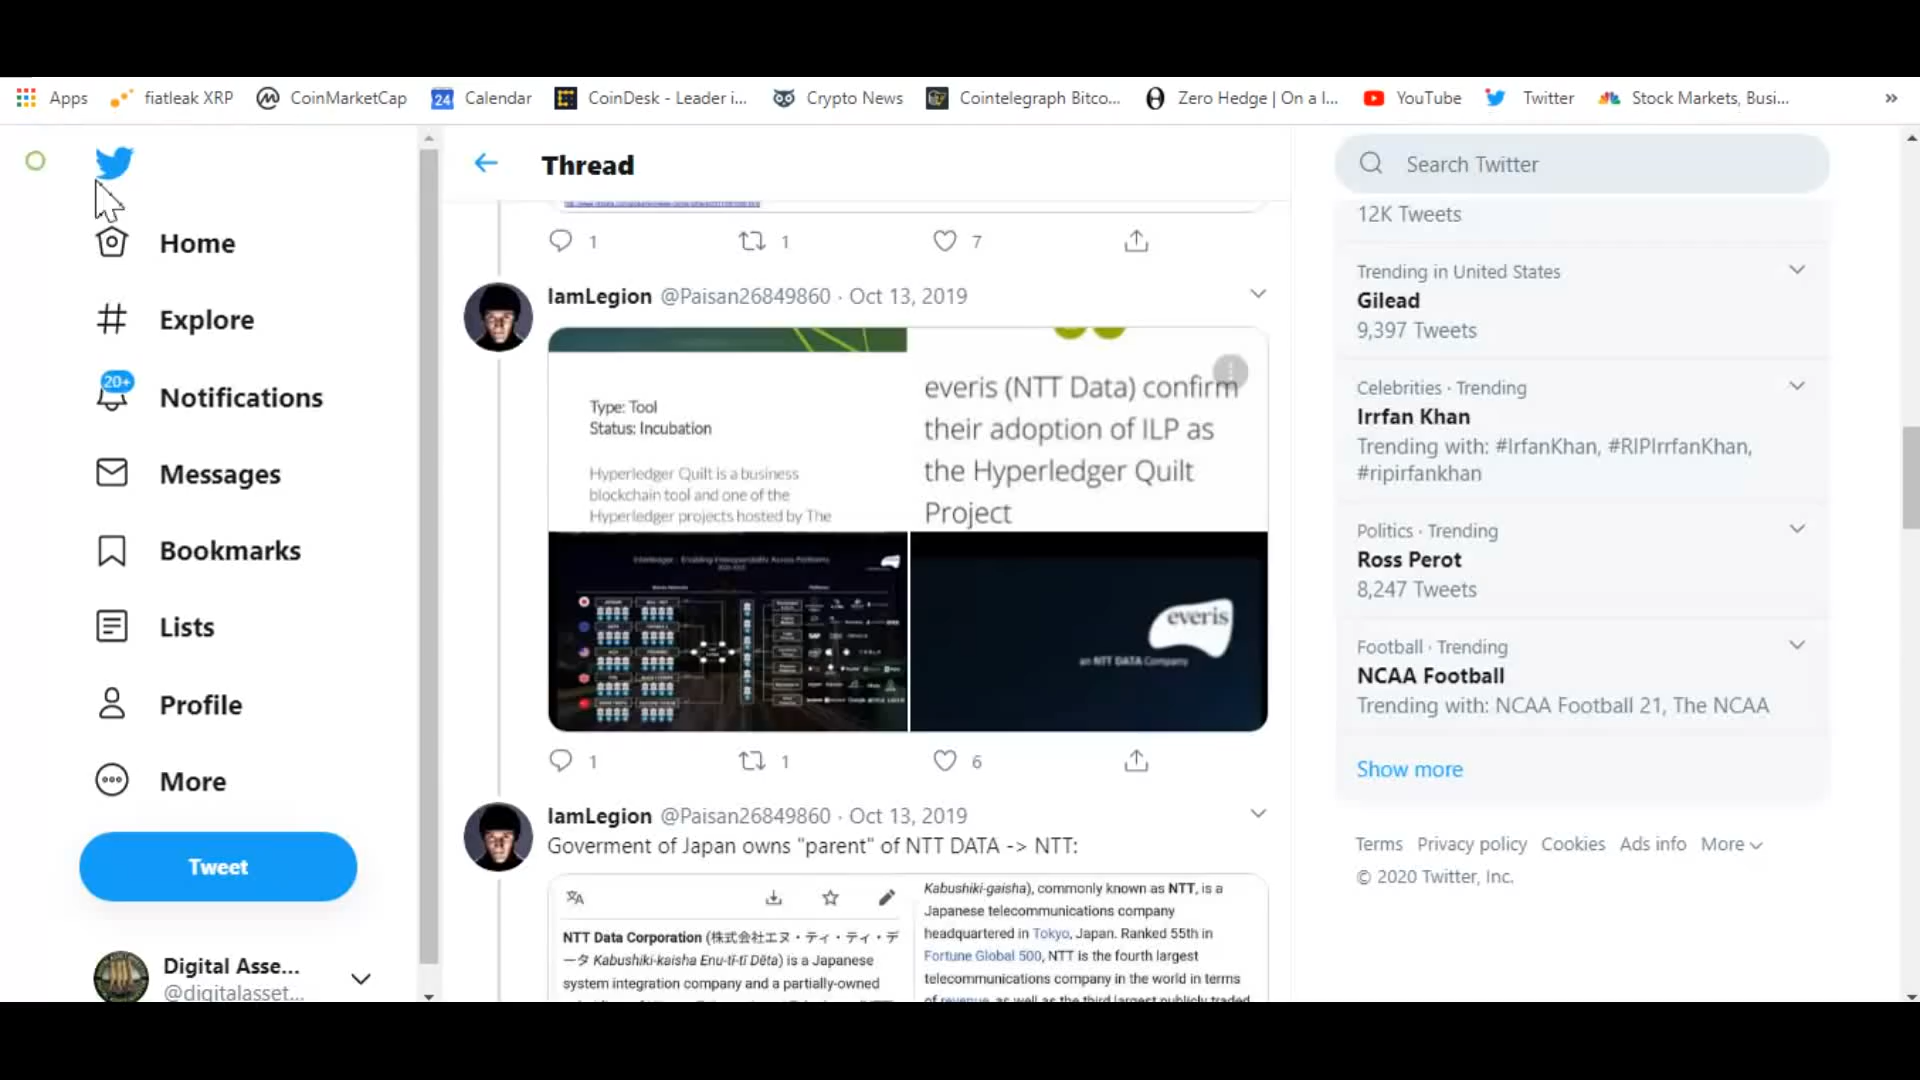 Apps
fiatleak XRP
CoinMarketCap
24
Calendar
CoinDesk - Leader i...
Crypto News
Cointelegraph Bitco...
Zero Hedge | On a l...
YouTube
Twitter
Stock Markets, Busi...
»
Home
Explore
20+
Notifications
Messages
Bookmarks
Lists
Profile
More
Tweet
Digital Asse...
@digitalasset...
Thread
1
1
7
IamLegion @Paisan26849860 · Oct 13, 2019
Type: Tool
Status: Incubation
Hyperledger Quilt is a business
blockchain tool and one of the
Hyperledger projects hosted by The
everis (NTT Data) confirm
their adoption of ILP as
the Hyperledger Quilt
Project
everis
an NTT DATA Company
1
1
6
IamLegion @Paisan26849860 · Oct 13, 2019
Goverment of Japan owns "parent" of NTT DATA -> NTT:
NTT Data Corporation (株式会社エヌ・ティ・ティ・デ
ータ Kabushiki-kaisha Enu-tī-tī Dēta) is a Japanese
system integration company and a partially-owned
Kabushiki-gaisha), commonly known as NTT, is a
Japanese telecommunications company
headquartered in Tokyo, Japan. Ranked 55th in
Fortune Global 500, NTT is the fourth largest
telecommunications company in the world in terms
of revenue, as well as the third largest publicly traded
Search Twitter
12K Tweets
Trending in United States
Gilead
9,397 Tweets
Celebrities · Trending
Irrfan Khan
Trending with: #IrfanKhan, #RIPIrrfanKhan,
#ripirfankhan
Politics · Trending
Ross Perot
8,247 Tweets
Football · Trending
NCAA Football
Trending with: NCAA Football 21, The NCAA
Show more
Terms Privacy policy Cookies Ads info More
© 2020 Twitter, Inc.